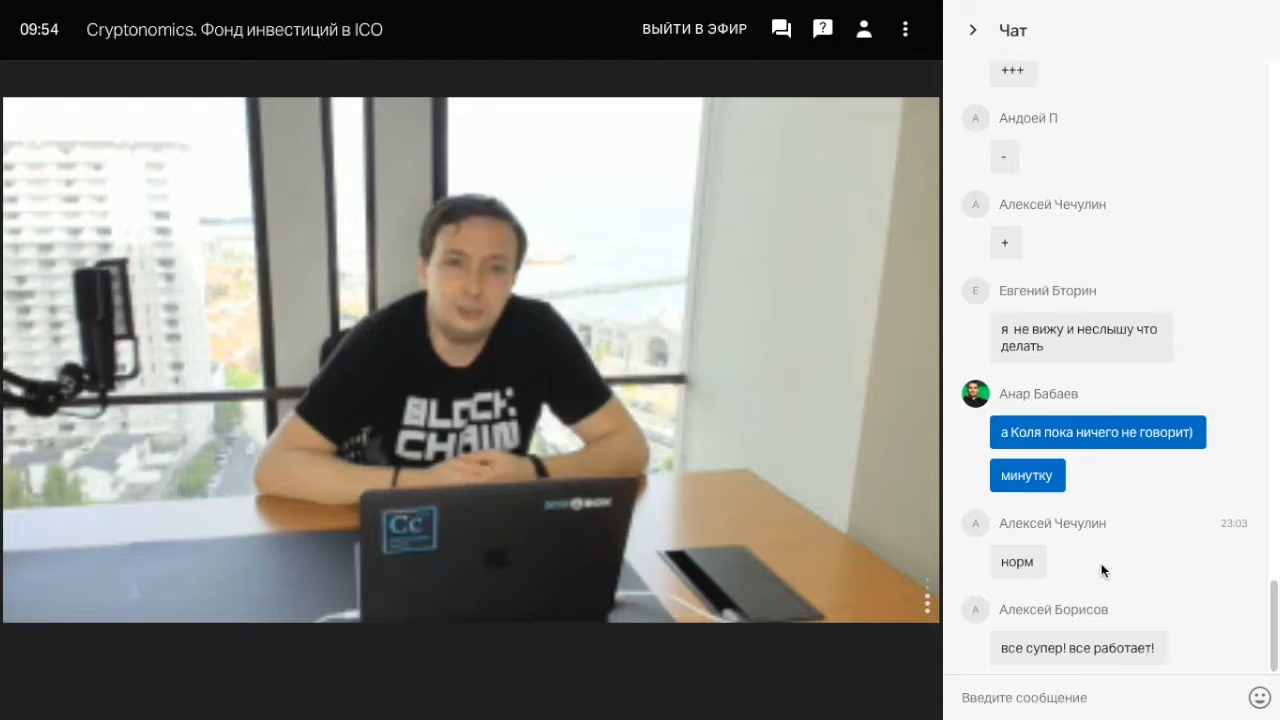 09:54 Cryptonomics. Фонд инвестиций в ICO
ВЫЙТИ В ЭФИР
BLOCK
CHAIN
Cc
Чат
+++
А Андоей П
-
А Алексей Чечулин
+
Е Евгений Бторин
я не вижу и неслышу что
делать
Анар Бабаев
а Коля пока ничего не говорит)
минутку
А Алексей Чечулин 23:03
норм
А Алексей Борисов
все супер! все работает!
Введите сообщение